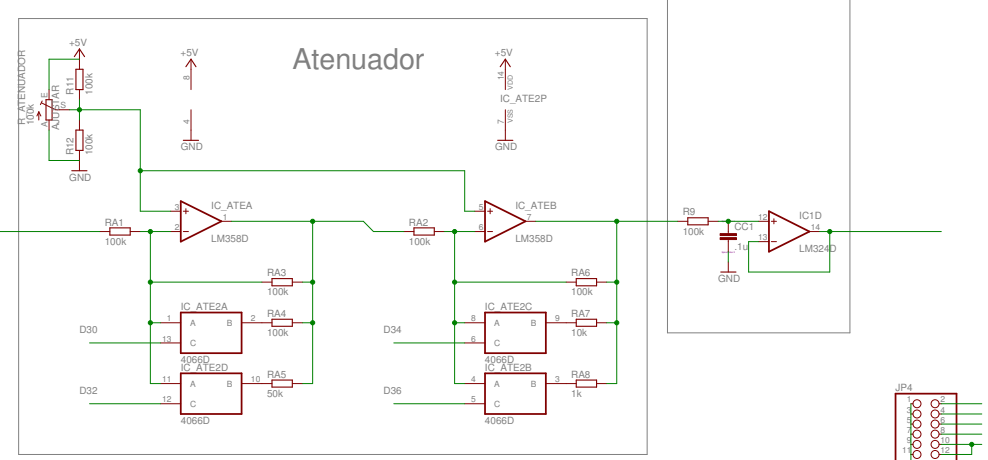 Atenuador
+5V
R_ATENUADOR
100k
AJUSTAR
E
S
A
R11
100k
R12
100k
GND
+5V
8
4
GND
+5V
14
VDD
IC_ATE2P
7
VSS
GND
RA1
100k
3
2
+
-
1
IC_ATEA
LM358D
RA2
100k
5
6
+
-
7
IC_ATEB
LM358D
R9
100k
CC1
.1u
GND
12
13
+
-
14
IC1D
LM324D
RA3
100k
IC_ATE2A
1
A
B
2
RA4
100k
D30
13
C
4066D
IC_ATE2D
11
A
B
10
RA5
50k
D32
12
C
4066D
RA6
100k
IC_ATE2C
8
A
B
9
RA7
10k
D34
6
C
4066D
IC_ATE2B
4
A
B
3
RA8
1k
D36
5
C
4066D
JP4
1
2
3
4
5
6
7
8
9
10
11
12